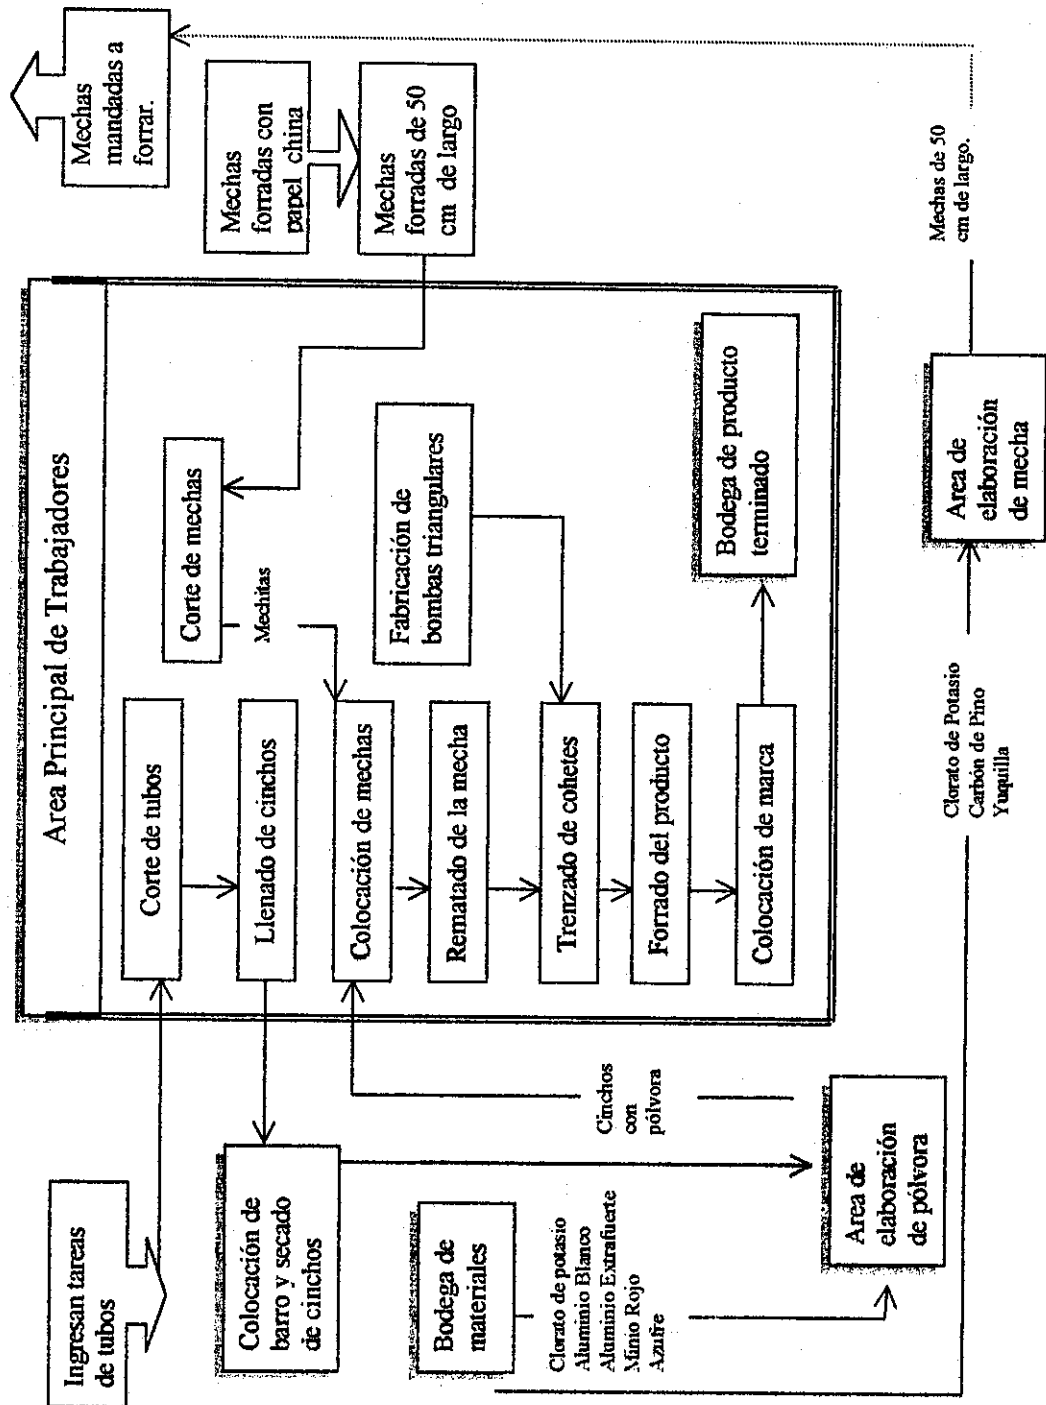 Ingresan tareas
de tubos
Area Principal de Trabajadores
Mechas
mandadas a
forrar.
Corte de tubos
Corte de mechas
Mechas
forradas con
papel china
Colocación de
barro y secado
de cinchos
Llenado de cinchos
Mechitas
Colocación de mechas
Mechas
forradas de 50
cm de largo
Fabricación de
bombas triangulares
Bodega de
materiales
Rematado de la mecha
Clorato de potasio
Aluminio Blanco
Aluminio Extrafuerte
Minio Rojo
Azufre
Cinchos
con
pólvora
Trenzado de cohetes
Forrado del producto
Colocación de marca
Bodega de producto
terminado
Area de
elaboración
de pólvora
Clorato de Potasio
Carbón de Pino
Yuquilla
Area de
elaboración
de mecha
Mechas de 50
cm de largo.